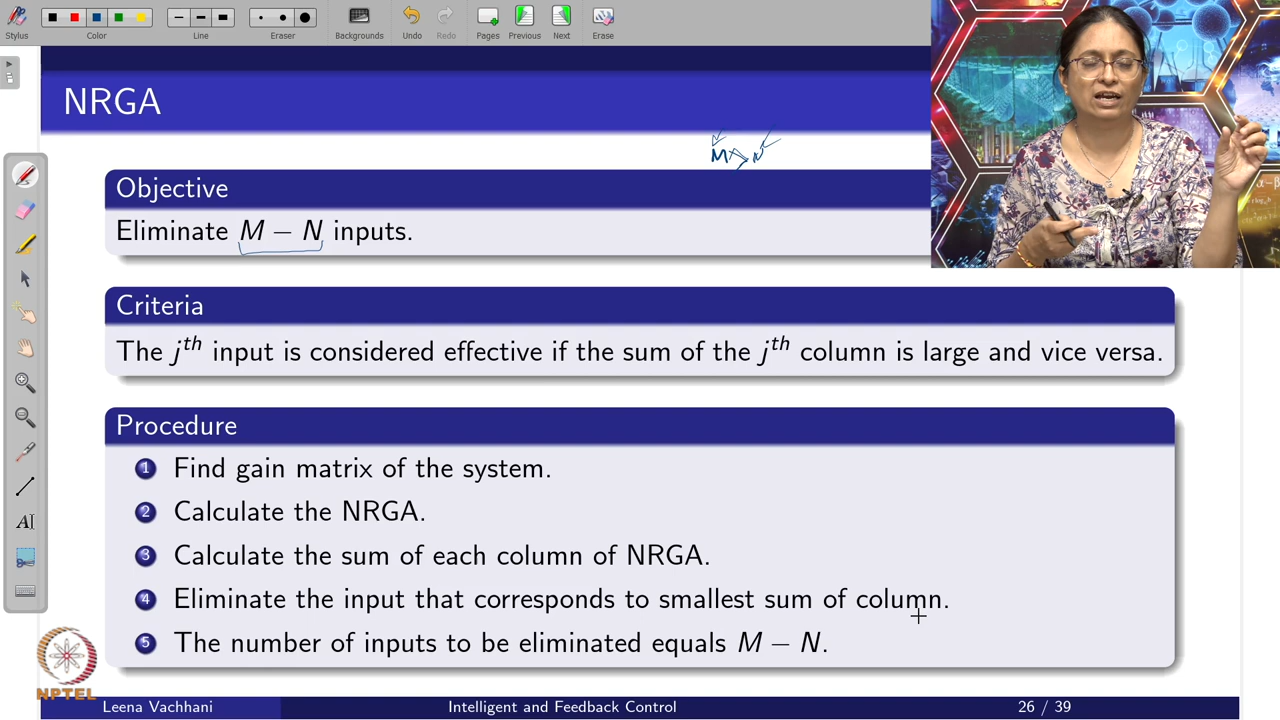 Stylus
Color
Line
Eraser
Backgrounds
Undo
Redo
Pages
Previous
Next
Erase
NRGA
M > N
Objective
Eliminate M − N inputs.
Criteria
The jth input is considered effective if the sum of the jth column is large and vice versa.
Procedure
1 Find gain matrix of the system.
2 Calculate the NRGA.
3 Calculate the sum of each column of NRGA.
4 Eliminate the input that corresponds to smallest sum of column.
5 The number of inputs to be eliminated equals M − N.
NPTEL
Leena Vachhani
Intelligent and Feedback Control
26 / 39